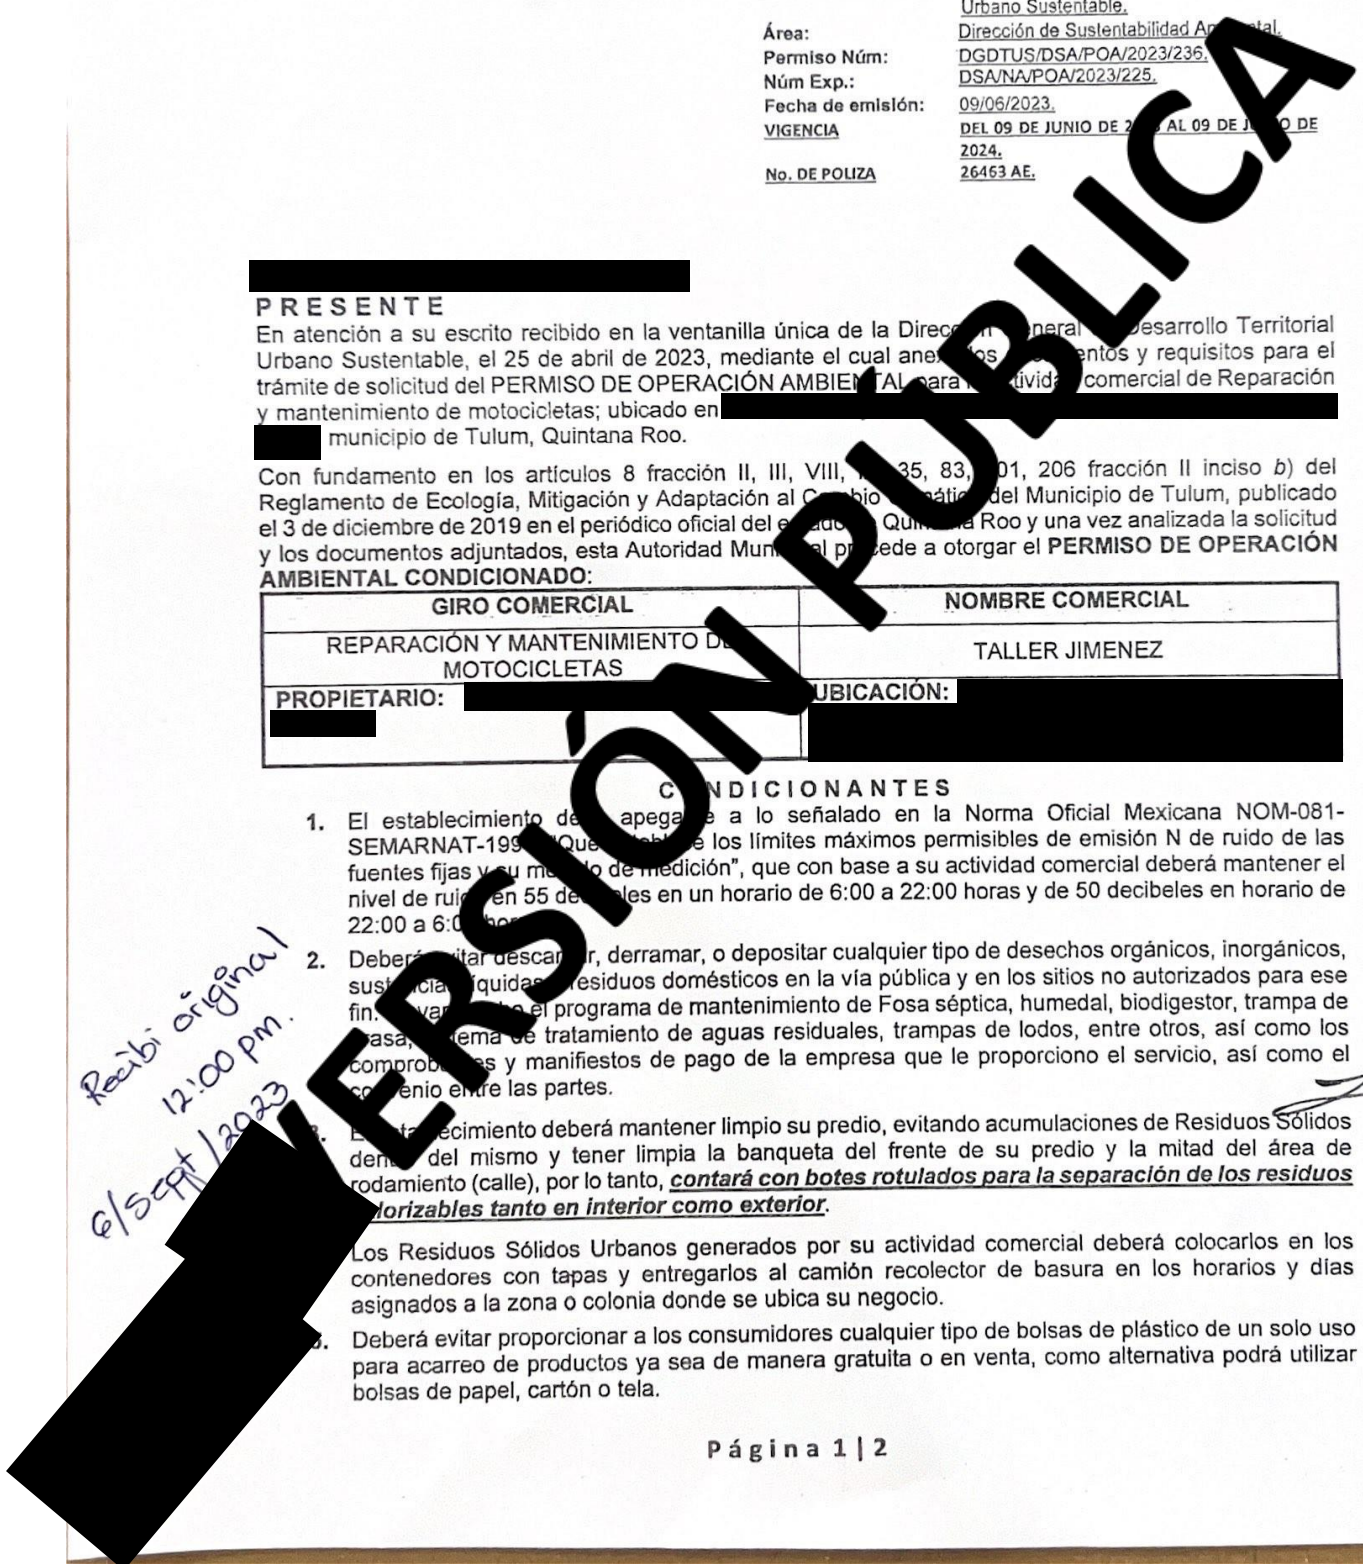 Urbano Sustentable.
Área: Dirección de Sustentabilidad
Permiso Núm: DGDTUS/DSA/POA/2023/236.
Núm Exp.: DSA/NA/POA/2023/225.
Fecha de emisión: 09/06/2023.
VIGENCIA DEL 09 DE JUNIO DE AL 09 DE DE
2024.
No. DE POLIZA 26463 AE.
PRESENTE
En atención a su escrito recibido en la ventanilla única de la Desarrollo Territorial
Urbano Sustentable, el 25 de abril de 2023, mediante el cual y requisitos para el
trámite de solicitud del PERMISO DE OPERACIÓN AMBIENTAL para comercial de Reparación
y mantenimiento de motocicletas; ubicado en
municipio de Tulum, Quintana Roo.
Con fundamento en los artículos 8 fracción II, III, VIII, 35, 83, 206 fracción II inciso b) del
Reglamento de Ecología, Mitigación y Adaptación al del Municipio de Tulum, publicado
el 3 de diciembre de 2019 en el periódico oficial del Roo y una vez analizada la solicitud
y los documentos adjuntados, esta Autoridad a otorgar el PERMISO DE OPERACIÓN
AMBIENTAL CONDICIONADO:
GIRO COMERCIAL NOMBRE COMERCIAL
REPARACIÓN Y MANTENIMIENTO DE
MOTOCICLETAS
TALLER JIMENEZ
PROPIETARIO: UBICACIÓN:
CONDICIONANTES
1. El establecimiento a lo señalado en la Norma Oficial Mexicana NOM-081-
los límites máximos permisibles de emisión N de ruido de las
fuentes fijas y su de medición”, que con base a su actividad comercial deberá mantener el
nivel de en 55 en un horario de 6:00 a 22:00 horas y de 50 decibeles en horario de
22:00 a
2. Deberá derramar, o depositar cualquier tipo de desechos orgánicos, inorgánicos,
residuos domésticos en la vía pública y en los sitios no autorizados para ese
fin. el programa de mantenimiento de Fosa séptica, humedal, biodigestor, trampa de
tratamiento de aguas residuales, trampas de lodos, entre otros, así como los
y manifiestos de pago de la empresa que le proporciono el servicio, así como el
entre las partes.
deberá mantener limpio su predio, evitando acumulaciones de Residuos Sólidos
del mismo y tener limpia la banqueta del frente de su predio y la mitad del área de
rodamiento (calle), por lo tanto, contará con botes rotulados para la separación de los residuos
tanto en interior como exterior.
Los Residuos Sólidos Urbanos generados por su actividad comercial deberá colocarlos en los
contenedores con tapas y entregarlos al camión recolector de basura en los horarios y días
asignados a la zona o colonia donde se ubica su negocio.
Deberá evitar proporcionar a los consumidores cualquier tipo de bolsas de plástico de un solo uso
para acarreo de productos ya sea de manera gratuita o en venta, como alternativa podrá utilizar
bolsas de papel, cartón o tela.
Página 1|2
Recibi original
12:00 pm.
6/sept/2023
VERSIÓN PÚBLICA